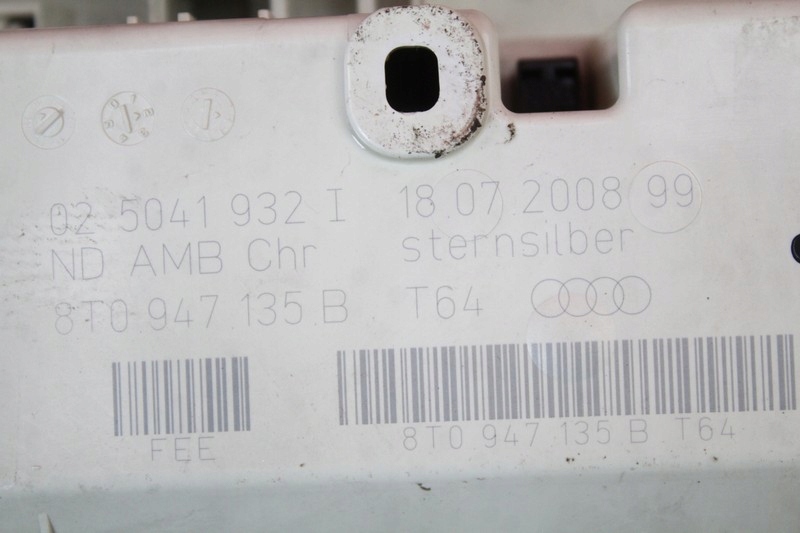 02 5041 932 I 18 07 2008 99
ND AMB Chr sternsilber
8T0 947 135 B T64
FEE
8T0 947 135 B T64